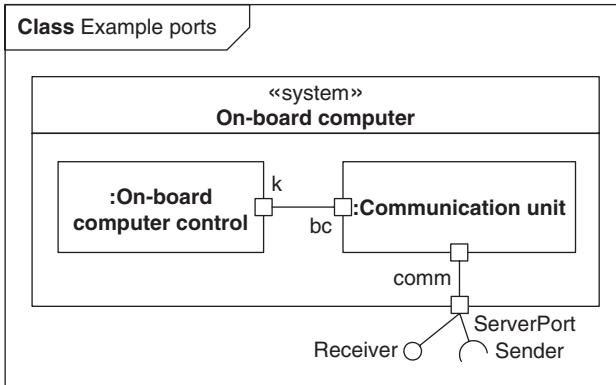 Class Example ports
«system»
On-board computer
:On-board
computer control
k
bc
:Communication unit
comm
ServerPort
Receiver
Sender